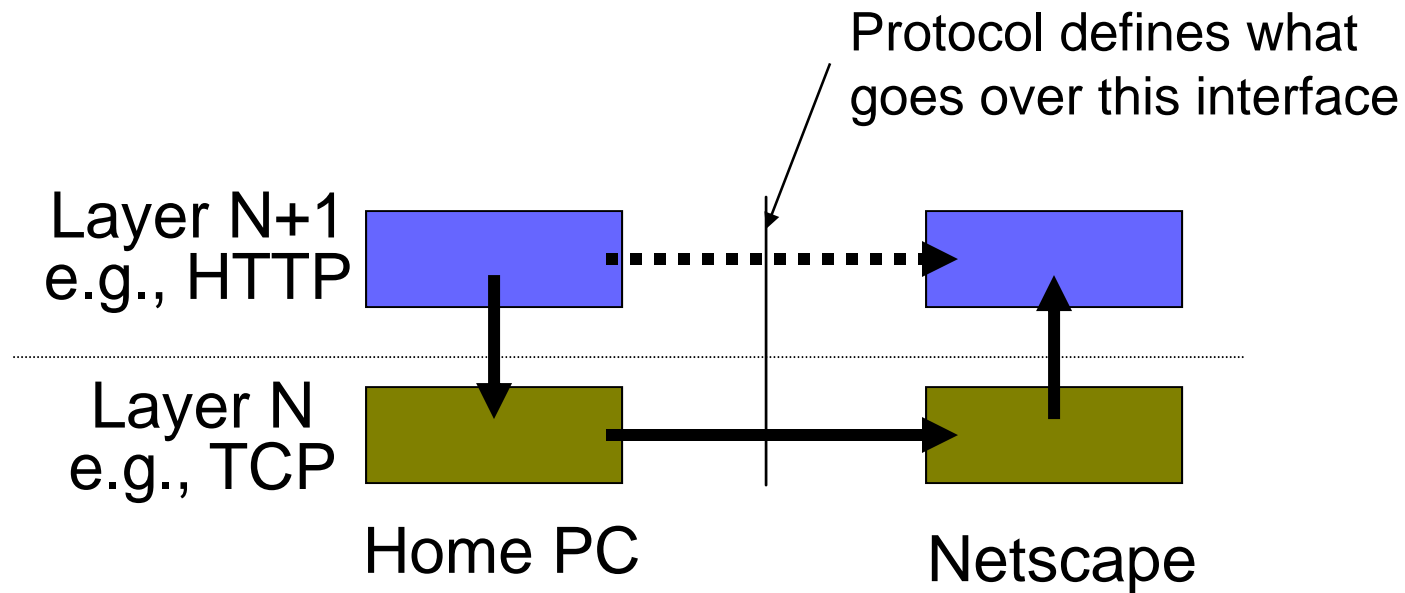 Protocol defines what
goes over this interface
Layer N+1
e.g., HTTP
Layer N
e.g., TCP
Home PC
Netscape